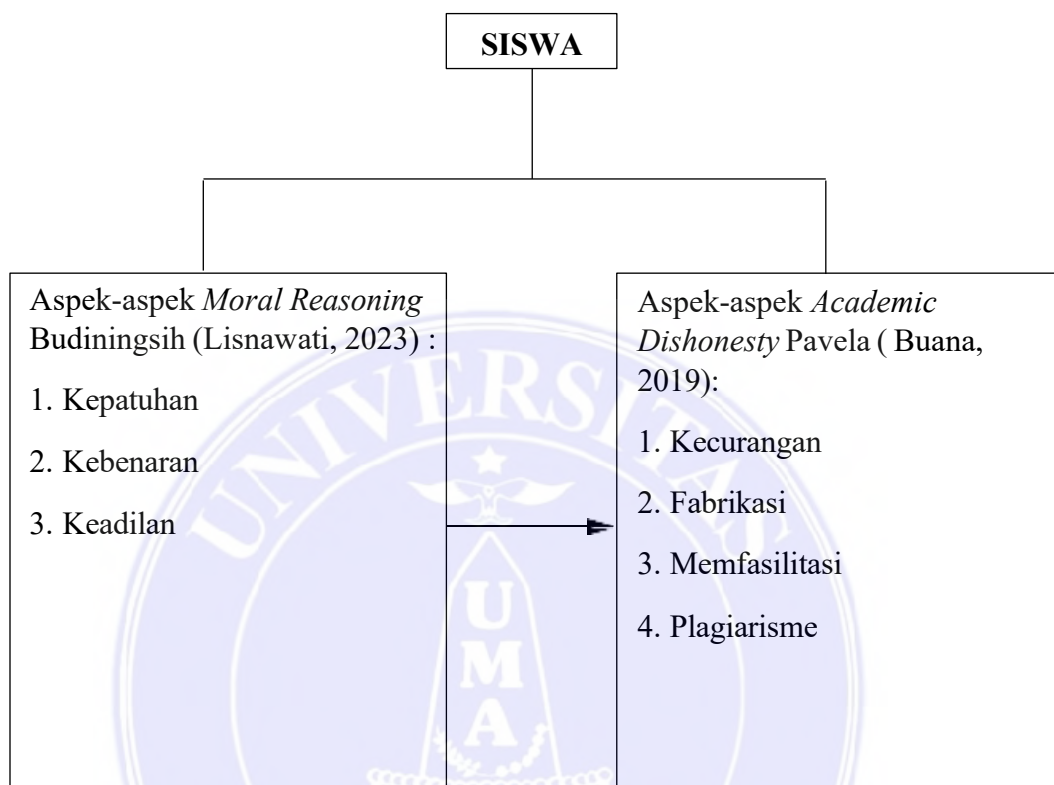 SISWA
Aspek-aspek Moral Reasoning
Budiningsih (Lisnawati, 2023) :
1. Kepatuhan
2. Kebenaran
3. Keadilan
Aspek-aspek Academic
Dishonesty Pavela ( Buana,
2019):
1. Kecurangan
2. Fabrikasi
3. Memfasilitasi
4. Plagiarisme
UNIVERSITAS
U
M
A